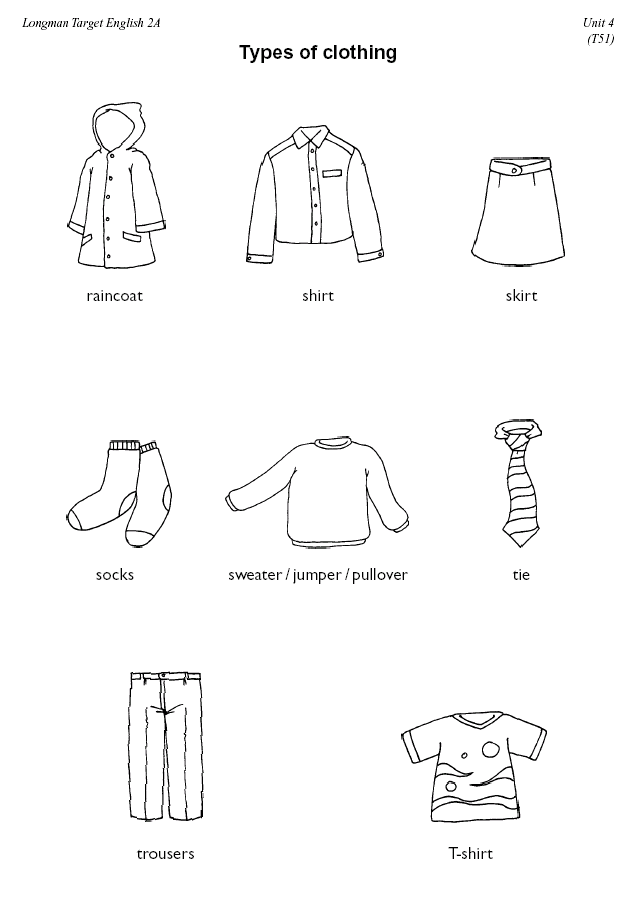 Longman Target English 2A
Unit 4
(T51)
Types of clothing
raincoat
shirt
skirt
socks
sweater / jumper / pullover
tie
trousers
T-shirt